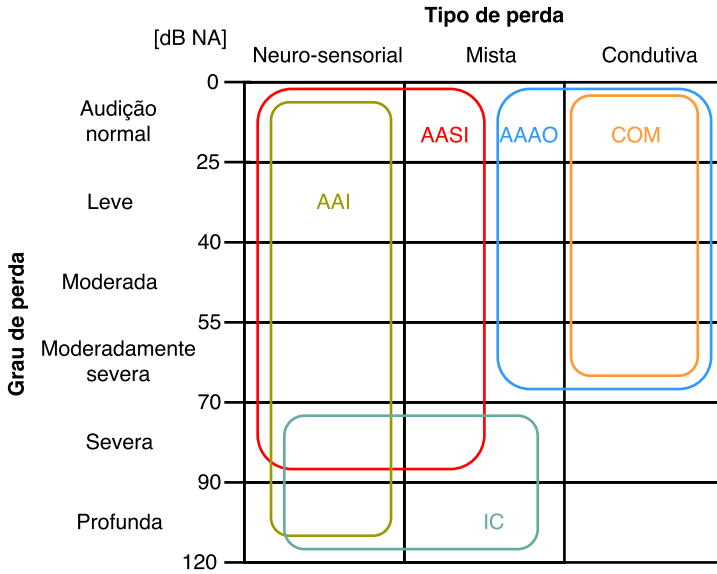 Tipo de perda
[dB NA]
Neuro-sensorial Mista Condutiva
0
Audição
normal
AASI AAAO COM
25
Leve
AAI
40
Moderada
55
Moderadamente
severa
70
Severa
90
Profunda
IC
120
Grau de perda